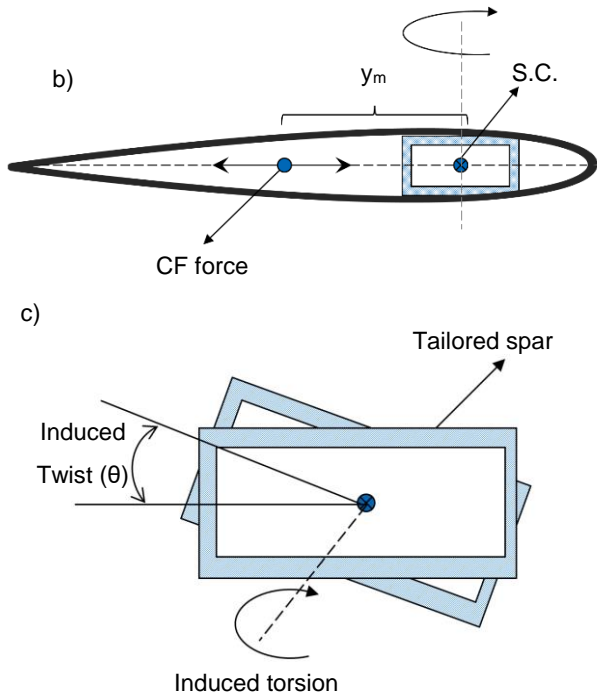 b)
yₘ
S.C.
CF force
c)
Tailored spar
Induced
Twist (θ)
Induced torsion